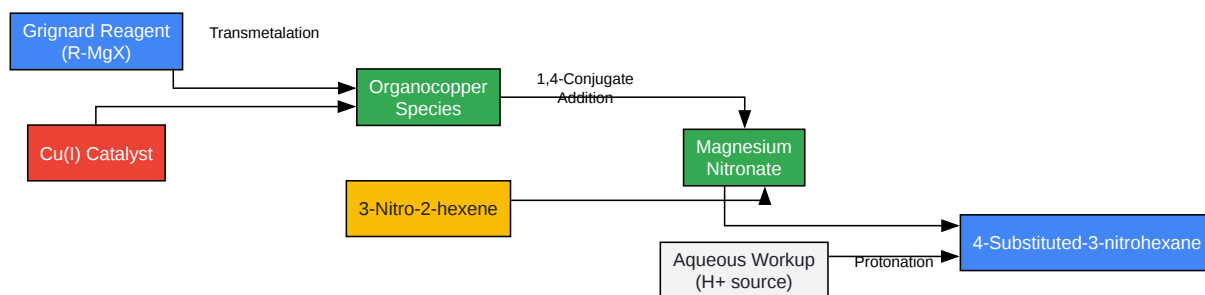 Grignard Reagent
(R-MgX)
Transmetalation
Organocopper
Species
1,4-Conjugate
Addition
Cu(I) Catalyst
Magnesium
Nitronate
3-Nitro-2-hexene
4-Substituted-3-nitrohexane
Aqueous Workup
(H+ source)
Protonation